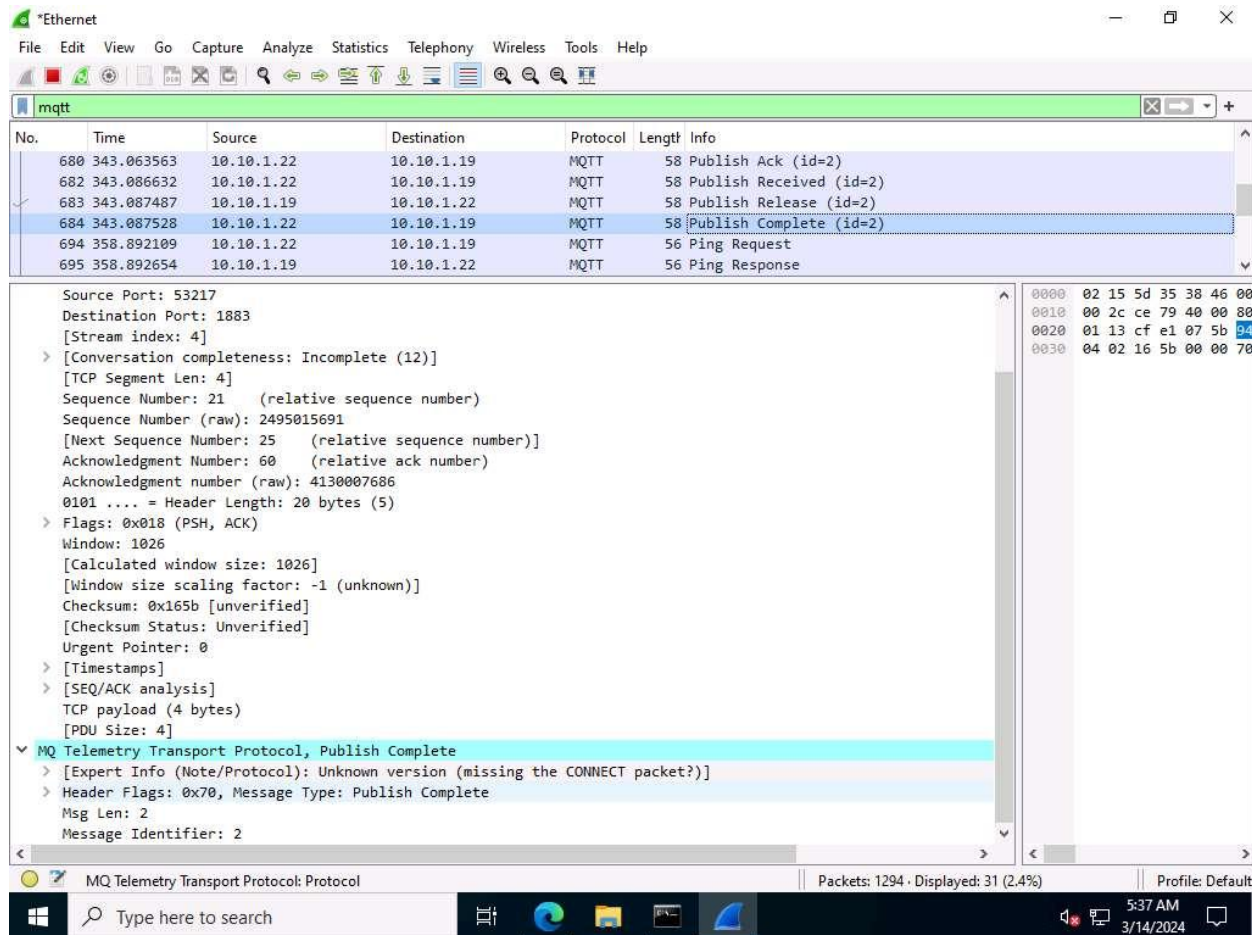 *Ethernet
File Edit View Go Capture Analyze Statistics Telephony Wireless Tools Help
mqtt
No. Time Source Destination Protocol Length Info
680 343.063563 10.10.1.22 10.10.1.19 MQTT 58 Publish Ack (id=2)
682 343.086632 10.10.1.22 10.10.1.19 MQTT 58 Publish Received (id=2)
683 343.087487 10.10.1.19 10.10.1.22 MQTT 58 Publish Release (id=2)
684 343.087528 10.10.1.22 10.10.1.19 MQTT 58 Publish Complete (id=2)
694 358.892109 10.10.1.22 10.10.1.19 MQTT 56 Ping Request
695 358.892654 10.10.1.19 10.10.1.22 MQTT 56 Ping Response
Source Port: 53217
Destination Port: 1883
[Stream index: 4]
[Conversation completeness: Incomplete (12)]
[TCP Segment Len: 4]
Sequence Number: 21 (relative sequence number)
Sequence Number (raw): 2495015691
[Next Sequence Number: 25 (relative sequence number)]
Acknowledgment Number: 60 (relative ack number)
Acknowledgment number (raw): 4130007686
0101 .... = Header Length: 20 bytes (5)
Flags: 0x018 (PSH, ACK)
Window: 1026
[Calculated window size: 1026]
[Window size scaling factor: -1 (unknown)]
Checksum: 0x165b [unverified]
[Checksum Status: Unverified]
Urgent Pointer: 0
[Timestamps]
[SEQ/ACK analysis]
TCP payload (4 bytes)
[PDU Size: 4]
MQ Telemetry Transport Protocol, Publish Complete
[Expert Info (Note/Protocol): Unknown version (missing the CONNECT packet?)]
Header Flags: 0x70, Message Type: Publish Complete
Msg Len: 2
Message Identifier: 2
0000 02 15 5d 35 38 46 00
0010 00 2c ce 79 40 00 80
0020 01 13 cf e1 07 5b 94
0030 04 02 16 5b 00 00 70
MQ Telemetry Transport Protocol: Protocol Packets: 1294 · Displayed: 31 (2.4%) Profile: Default
Type here to search
5:37 AM
3/14/2024